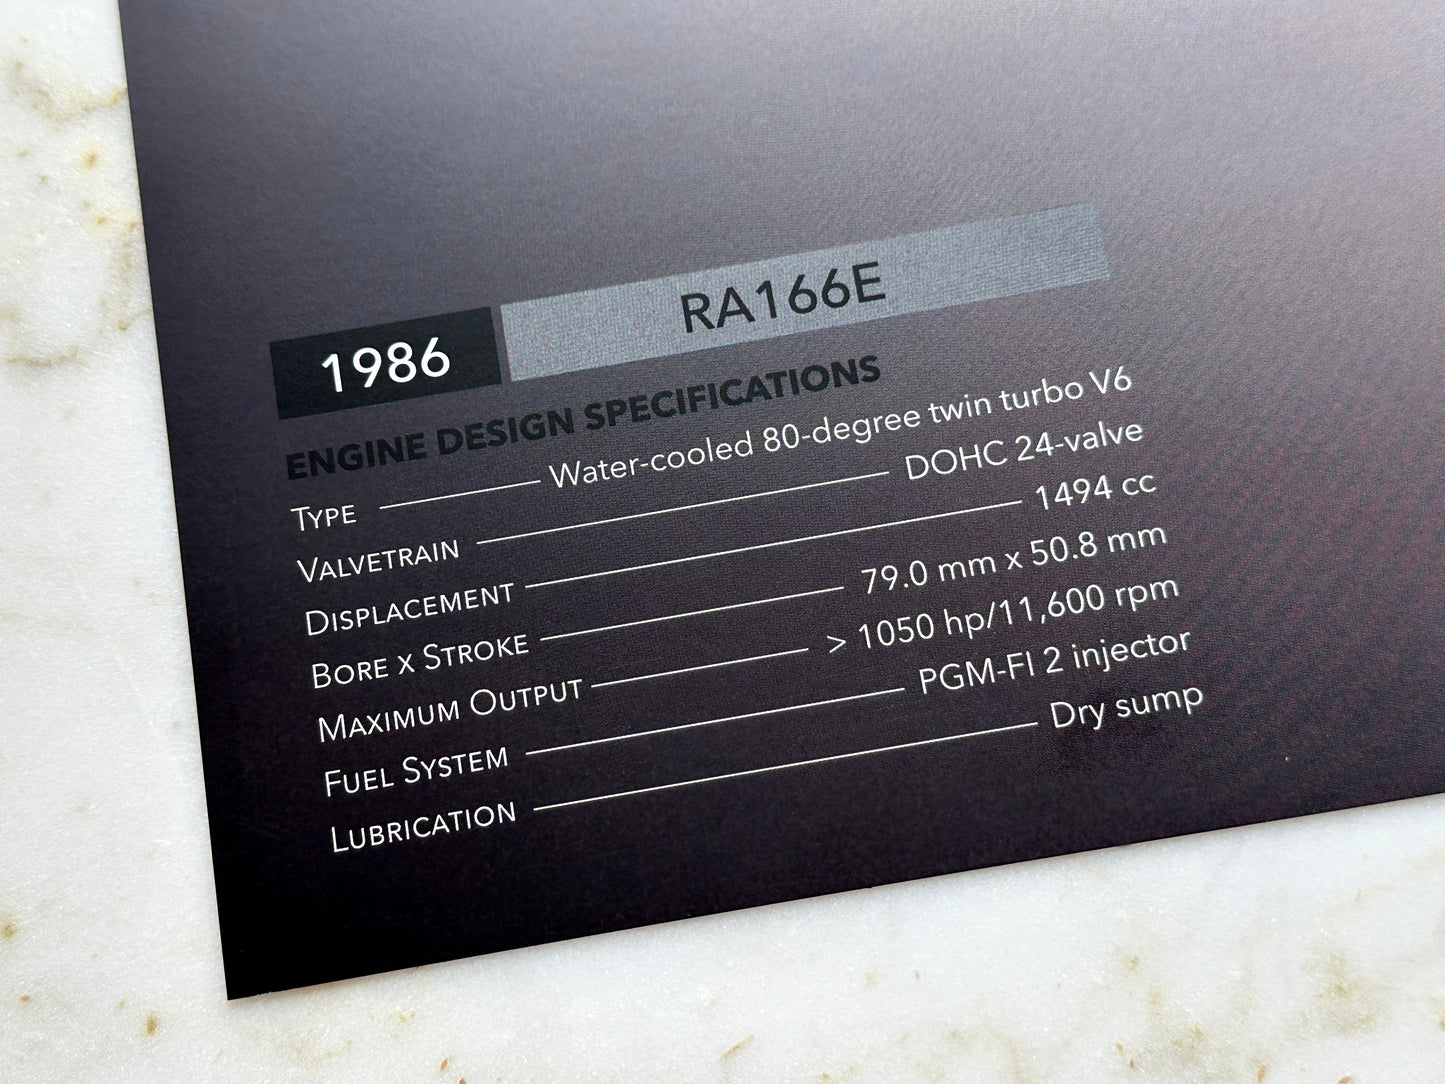 1986 RA166E
ENGINE DESIGN SPECIFICATIONS
TYPE Water-cooled 80-degree twin turbo V6
VALVETRAIN DOHC 24-valve
DISPLACEMENT 1494 cc
BORE X STROKE 79.0 mm x 50.8 mm
MAXIMUM OUTPUT > 1050 hp/11,600 rpm
FUEL SYSTEM PGM-FI 2 injector
LUBRICATION Dry sump